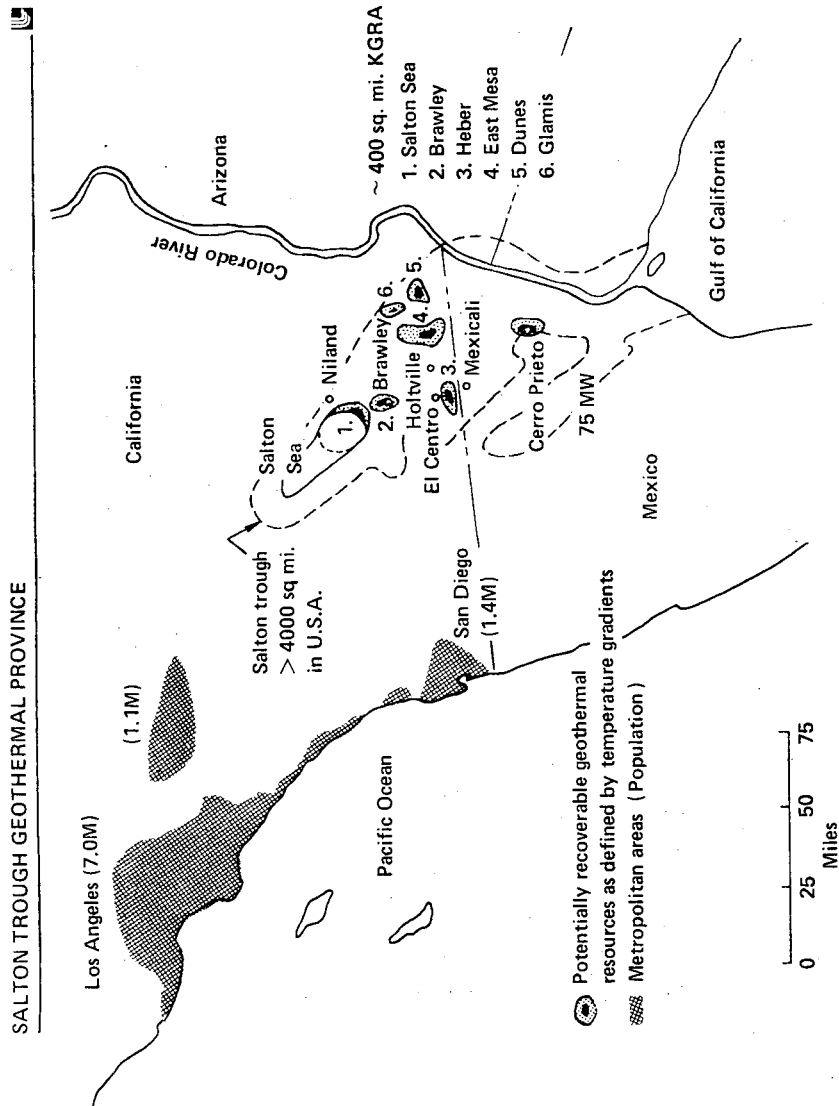 SALTON TROUGH GEOTHERMAL PROVINCE
Los Angeles (7.0M)
(1.1M)
California
Arizona
Colorado River
Salton trough
> 4000 sq mi.
in U.S.A.
Salton
Sea
Niland
1.
2.
Brawley
6.
5.
4.
Holtville
El Centro
3.
Mexicali
~ 400 sq. mi. KGRA
1. Salton Sea
2. Brawley
3. Heber
4. East Mesa
5. Dunes
6. Glamis
Pacific Ocean
San Diego
(1.4M)
Cerro Prieto
75 MW
Mexico
Gulf of California
Potentially recoverable geothermal
resources as defined by temperature gradients
Metropolitan areas (Population)
0
25
50
75
Miles